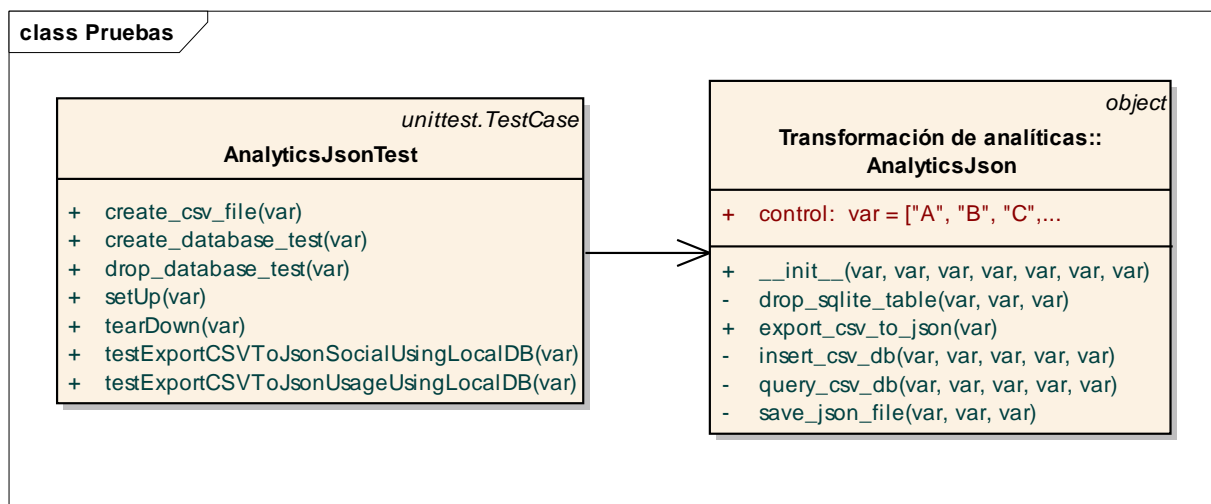 class Pruebas
unittest.TestCase
AnalyticsJsonTest
+ create_csv_file(var)
+ create_database_test(var)
+ drop_database_test(var)
+ setUp(var)
+ tearDown(var)
+ testExportCSVToJsonSocialUsingLocalDB(var)
+ testExportCSVToJsonUsageUsingLocalDB(var)
object
Transformación de analíticas::
AnalyticsJson
+ control: var = ["A", "B", "C",...
+ __init__(var, var, var, var, var, var, var)
- drop_sqlite_table(var, var, var)
+ export_csv_to_json(var)
- insert_csv_db(var, var, var, var, var)
- query_csv_db(var, var, var, var, var)
- save_json_file(var, var, var)